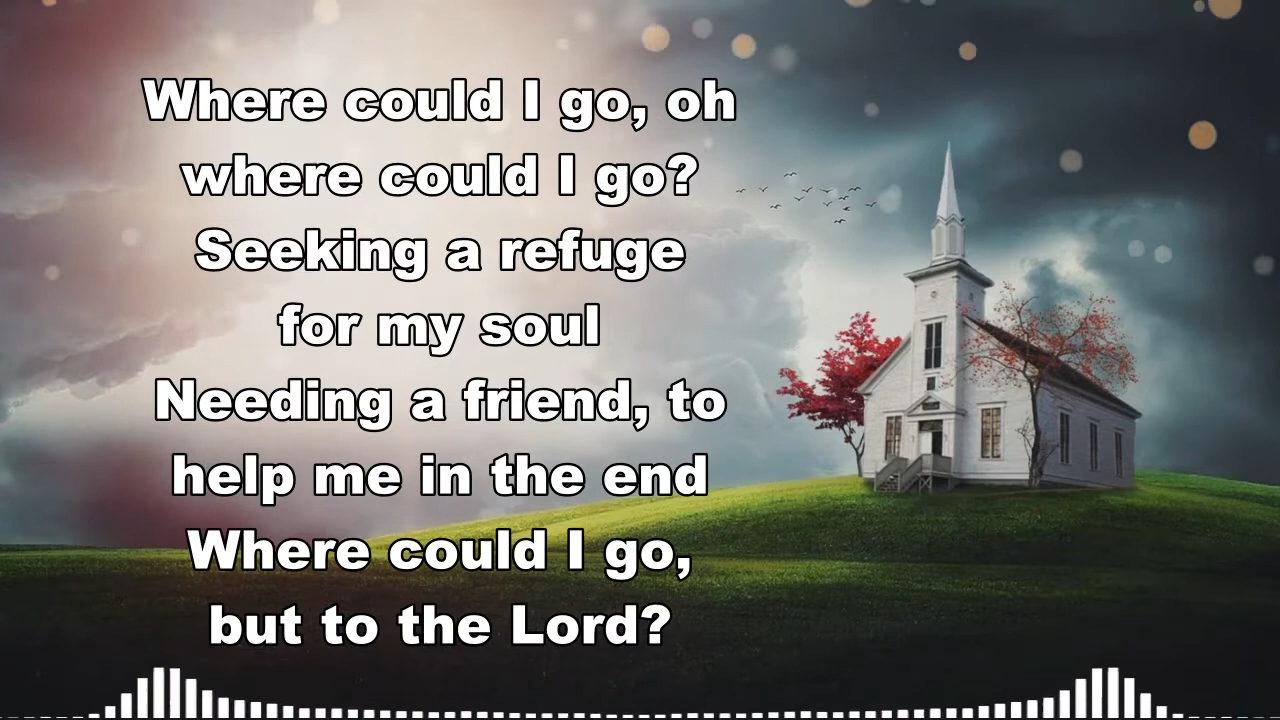 Where could I go, oh
where could I go?
Seeking a refuge
for my soul
Needing a friend, to
help me in the end
Where could I go,
but to the Lord?